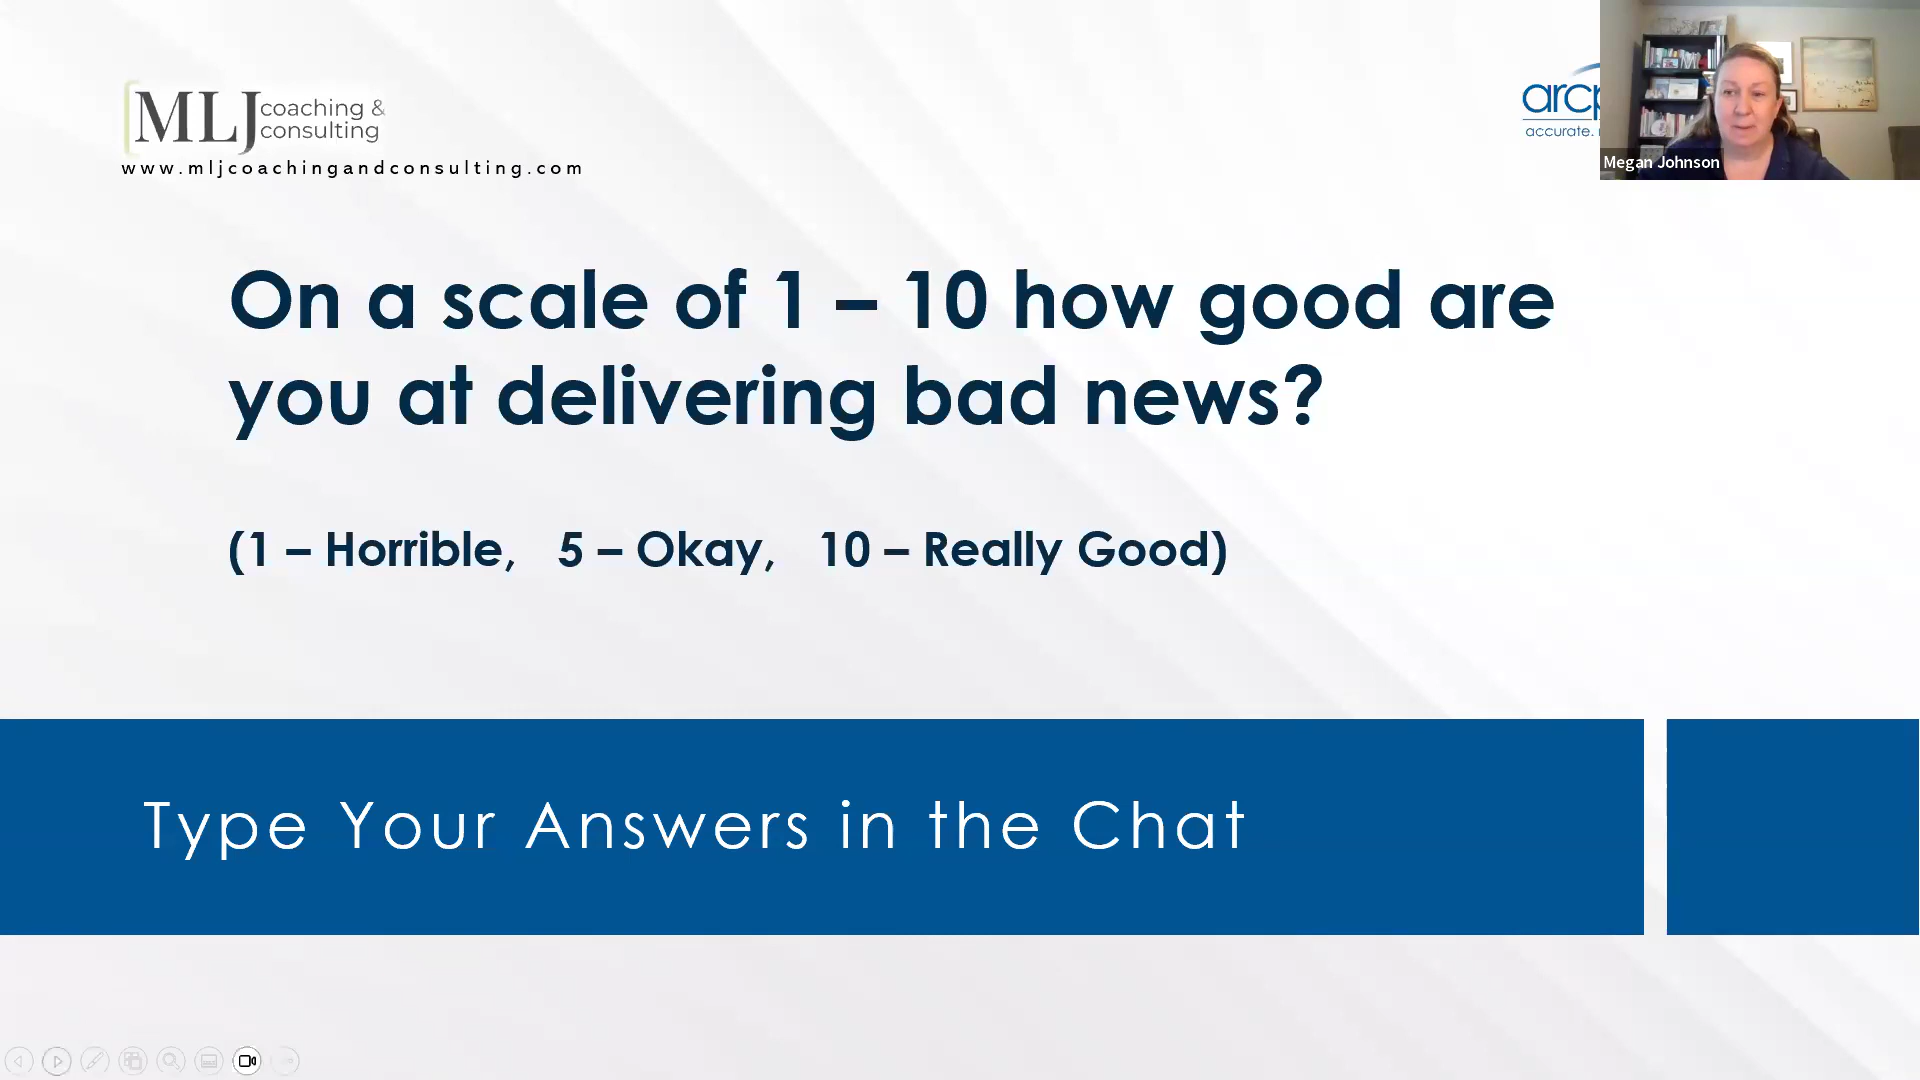 MLJ coaching &
consulting
www.mljcoachingandconsulting.com
accurate.
Megan Johnson
On a scale of 1 – 10 how good are
you at delivering bad news?
(1 – Horrible, 5 – Okay, 10 – Really Good)
Type Your Answers in the Chat